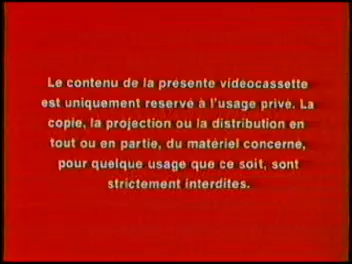 Le contenu de la présente vidéocassette
est uniquement reservé à l'usage privé. La
copie, la projection ou la distribution en
tout ou en partie, du matériel concerné,
pour quelque usage que ce soit, sont
strictement interdites.